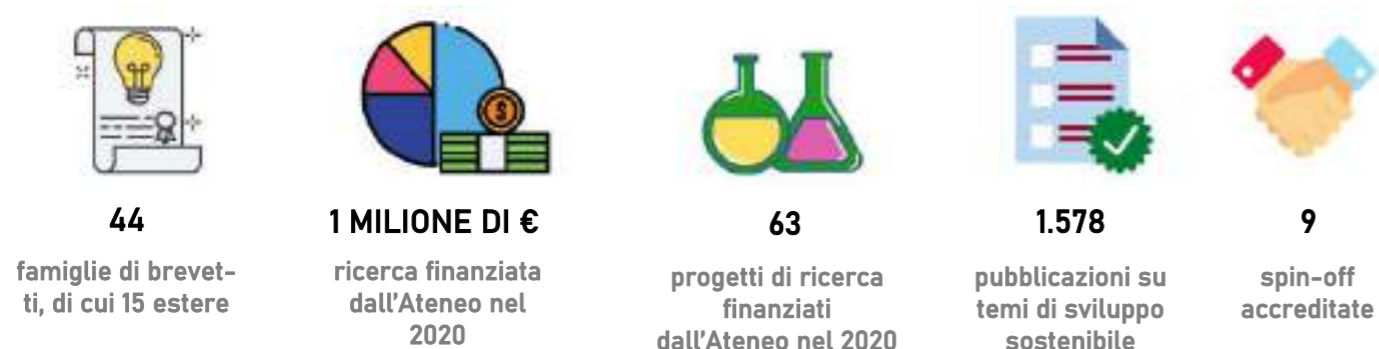 44
famiglie di brevet-
ti, di cui 15 estere
1 MILIONE DI €
ricerca finanziata
dall'Ateneo nel
2020
63
progetti di ricerca
finanziati
dall'Ateneo nel 2020
1.578
pubblicazioni su
temi di sviluppo
sostenibile
9
spin-off
accreditate